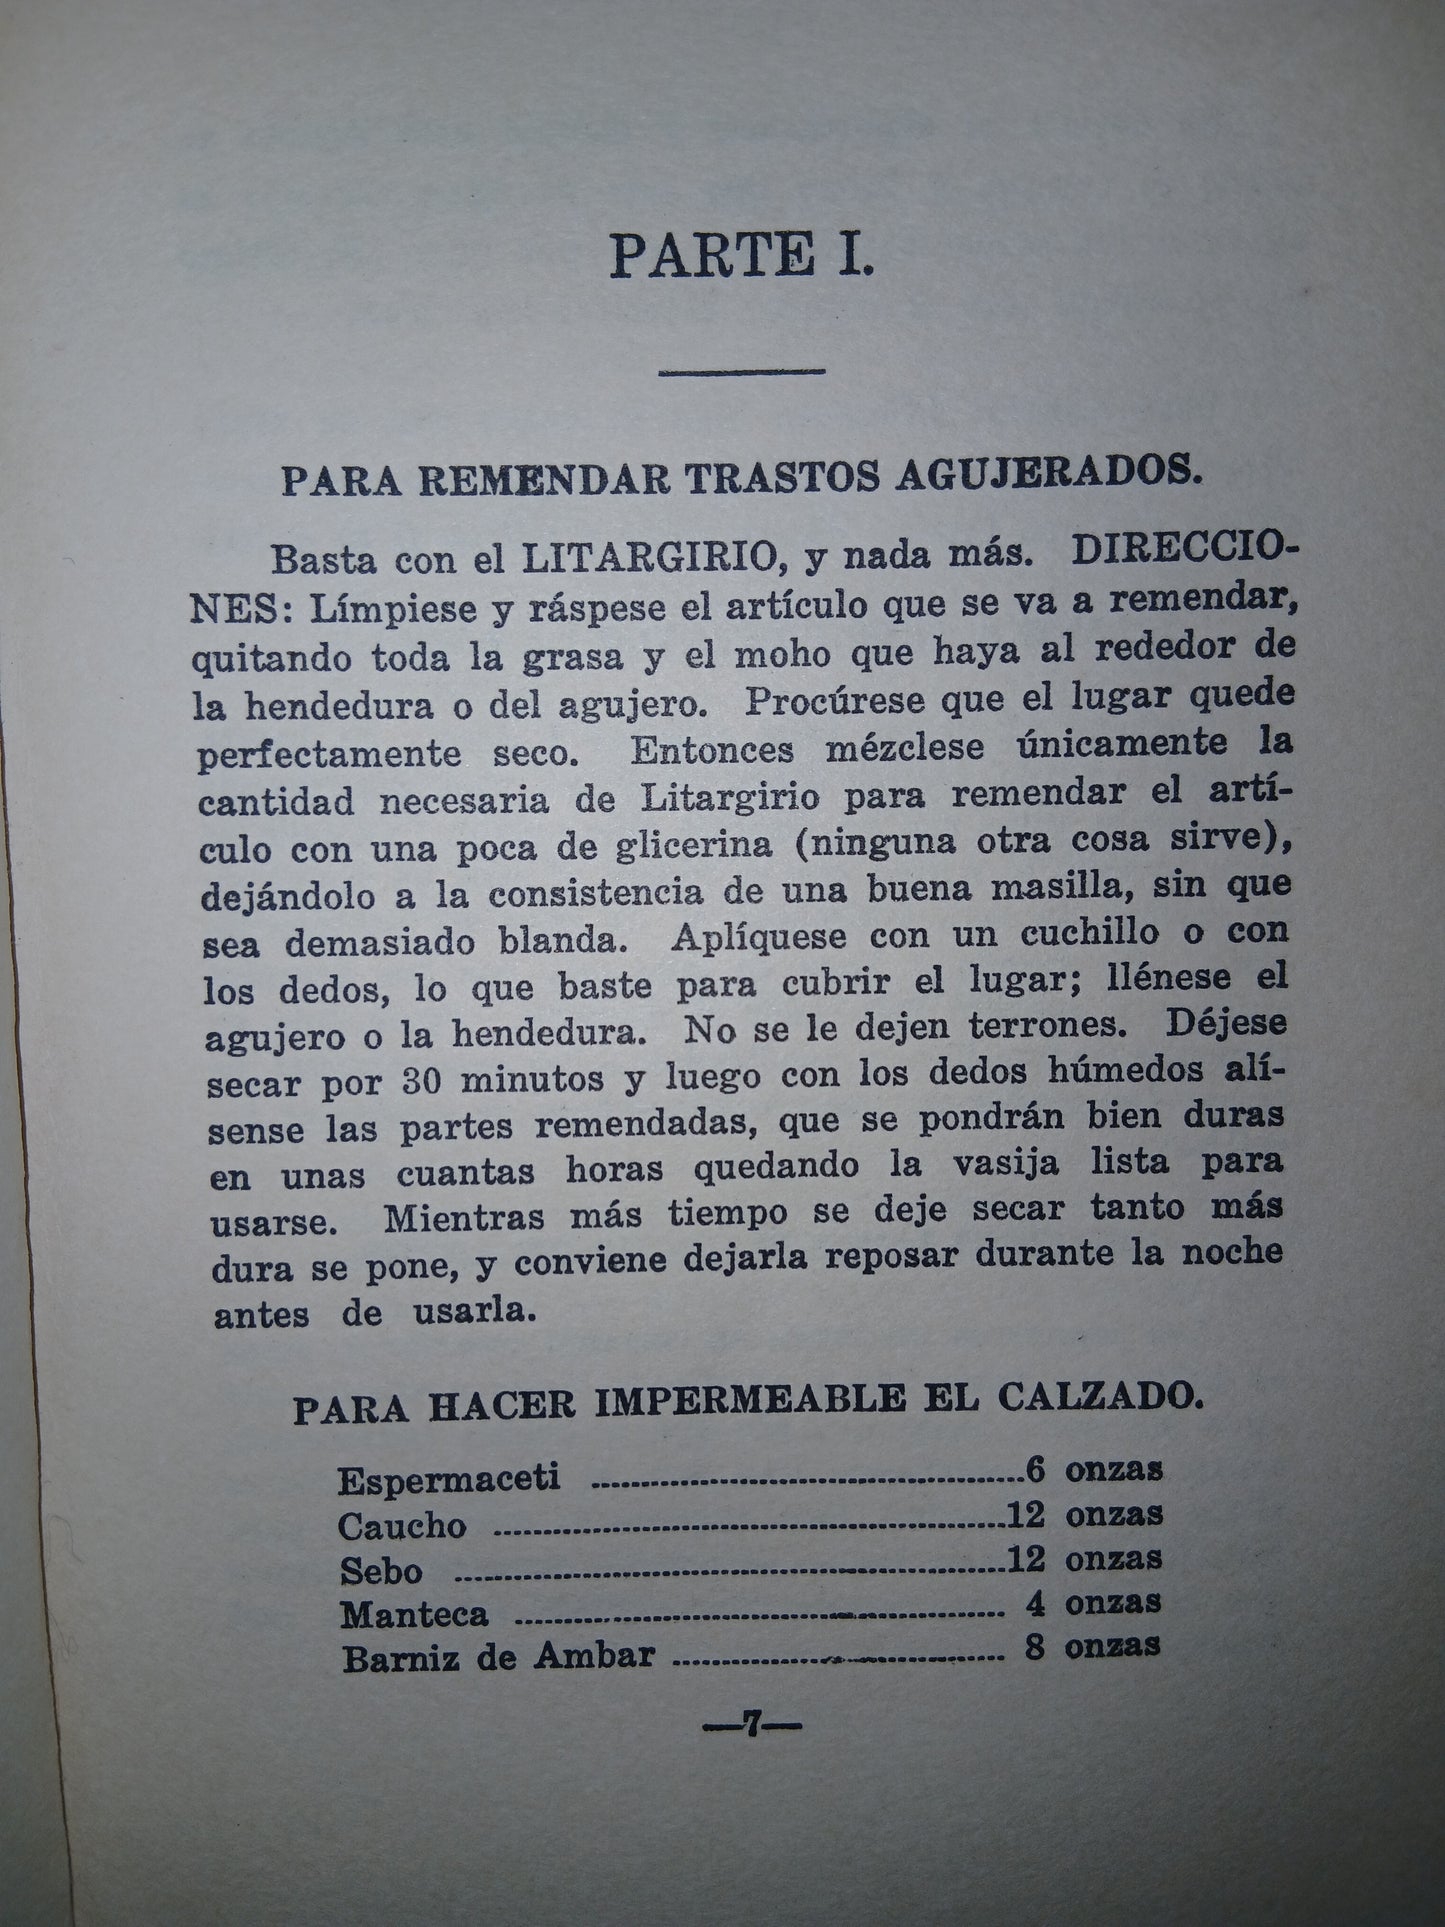 PARTE I.
PARA REMENDAR TRASTOS AGUJERADOS.
Basta con el LITARGIRIO, y nada más. DIRECCIO-
NES: Límpiese y ráspese el artículo que se va a remendar,
quitando toda la grasa y el moho que haya al rededor de
la hendedura o del agujero. Procúrese que el lugar quede
perfectamente seco. Entonces mézclese únicamente la
cantidad necesaria de Litargirio para remendar el artí-
culo con una poca de glicerina (ninguna otra cosa sirve),
dejándolo a la consistencia de una buena masilla, sin que
sea demasiado blanda. Aplíquese con un cuchillo o con
los dedos, lo que baste para cubrir el lugar; llénese el
agujero o la hendedura. No se le dejen terrones. Déjese
secar por 30 minutos y luego con los dedos húmedos alí-
sense las partes remendadas, que se pondrán bien duras
en unas cuantas horas quedando la vasija lista para
usarse. Mientras más tiempo se deje secar tanto más
dura se pone, y conviene dejarla reposar durante la noche
antes de usarla.
PARA HACER IMPERMEABLE EL CALZADO.
Espermaceti ............................................6 onzas
Caucho ....................................................12 onzas
Sebo ........................................................12 onzas
Manteca .................................................. 4 onzas
Barniz de Ambar .................................. 8 onzas
—7—